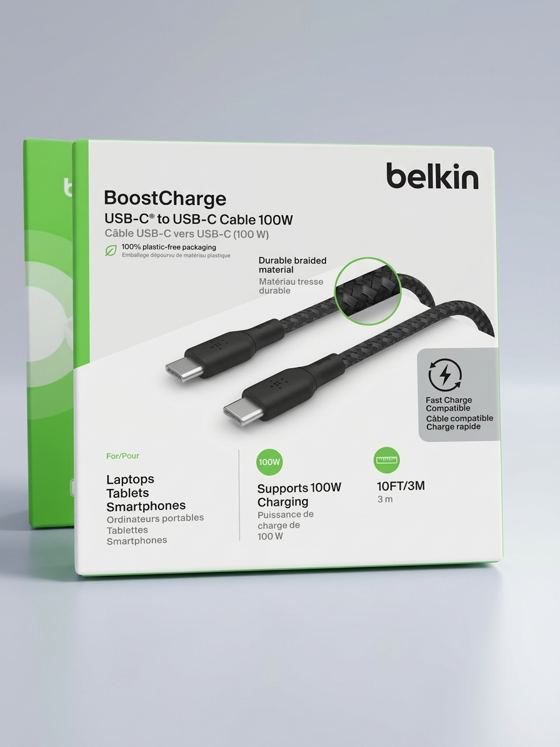 belkin
BoostCharge
USB-C® to USB-C Cable 100W
Câble USB-C vers USB-C (100 W)
100% plastic-free packaging
Emballage dépourvu de matériau plastique
Durable braided
material
Matériau tresse
durable
Fast Charge
Compatible
Câble compatible
Charge rapide
For/Pour
Laptops
Tablets
Smartphones
Ordinateurs portables
Tablettes
Smartphones
100W
Supports 100W
Charging
Puissance de
charge de
100 W
10FT/3M
3 m